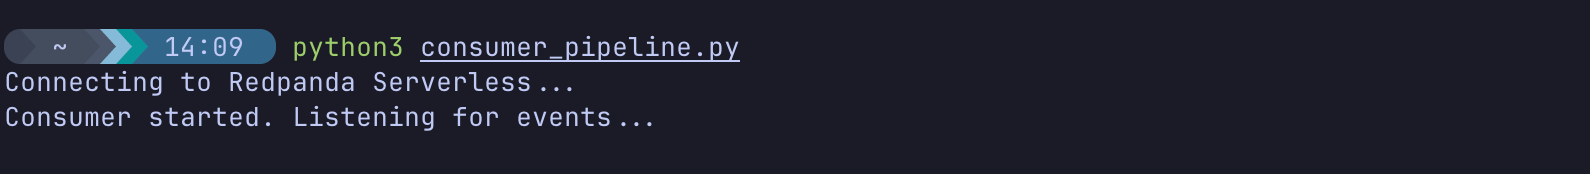 ~ 14:09 python3 consumer_pipeline.py
Connecting to Redpanda Serverless...
Consumer started. Listening for events...